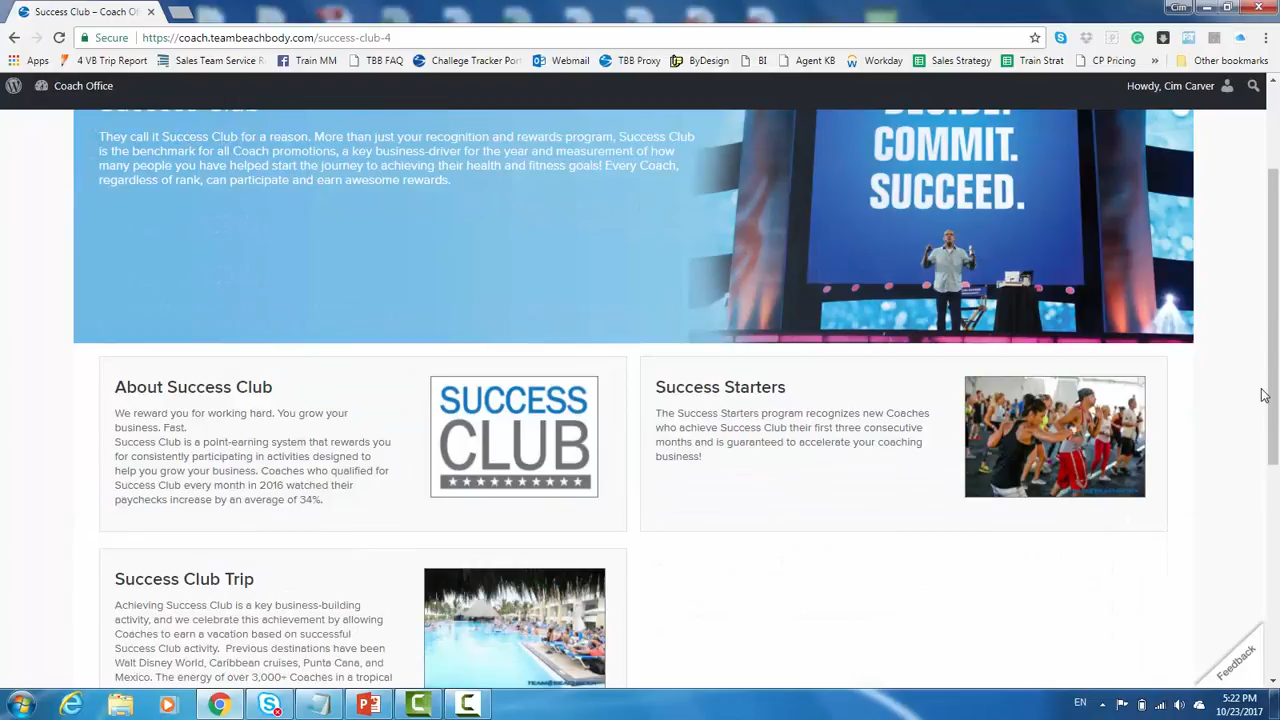 Success Club – Coach Of
Cim
Secure
https://coach.teambeachbody.com/success-club-4
Apps
4 VB Trip Report
Sales Team Service R
Train MM
TBB FAQ
Challege Tracker Port
Webmail
TBB Proxy
ByDesign
BI
Agent KB
Workday
Sales Strategy
Train Strat
CP Pricing
»
Other bookmarks
Coach Office
Howdy, Cim Carver
They call it Success Club for a reason. More than just your recognition and rewards program, Success Club
is the benchmark for all Coach promotions, a key business-driver for the year and measurement of how
many people you have helped start the journey to achieving their health and fitness goals! Every Coach,
regardless of rank, can participate and earn awesome rewards.
COMMIT.
SUCCEED.
About Success Club
We reward you for working hard. You grow your
business. Fast.
Success Club is a point-earning system that rewards you
for consistently participating in activities designed to
help you grow your business. Coaches who qualified for
Success Club every month in 2016 watched their
paychecks increase by an average of 34%.
SUCCESS
CLUB
Success Starters
The Success Starters program recognizes new Coaches
who achieve Success Club their first three consecutive
months and is guaranteed to accelerate your coaching
business!
Success Club Trip
Achieving Success Club is a key business-building
activity, and we celebrate this achievement by allowing
Coaches to earn a vacation based on successful
Success Club activity. Previous destinations have been
Walt Disney World, Caribbean cruises, Punta Cana, and
Mexico. The energy of over 3,000+ Coaches in a tropical
TEAM BEACHBODY
Feedback
EN
5:22 PM
10/23/2017